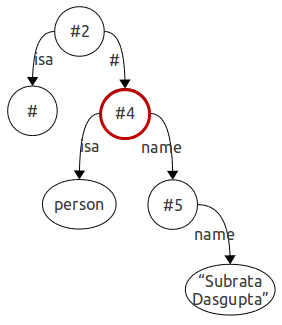 #2
isa
#
#
#4
isa
name
person
#5
name
“Subrata
Dasgupta”